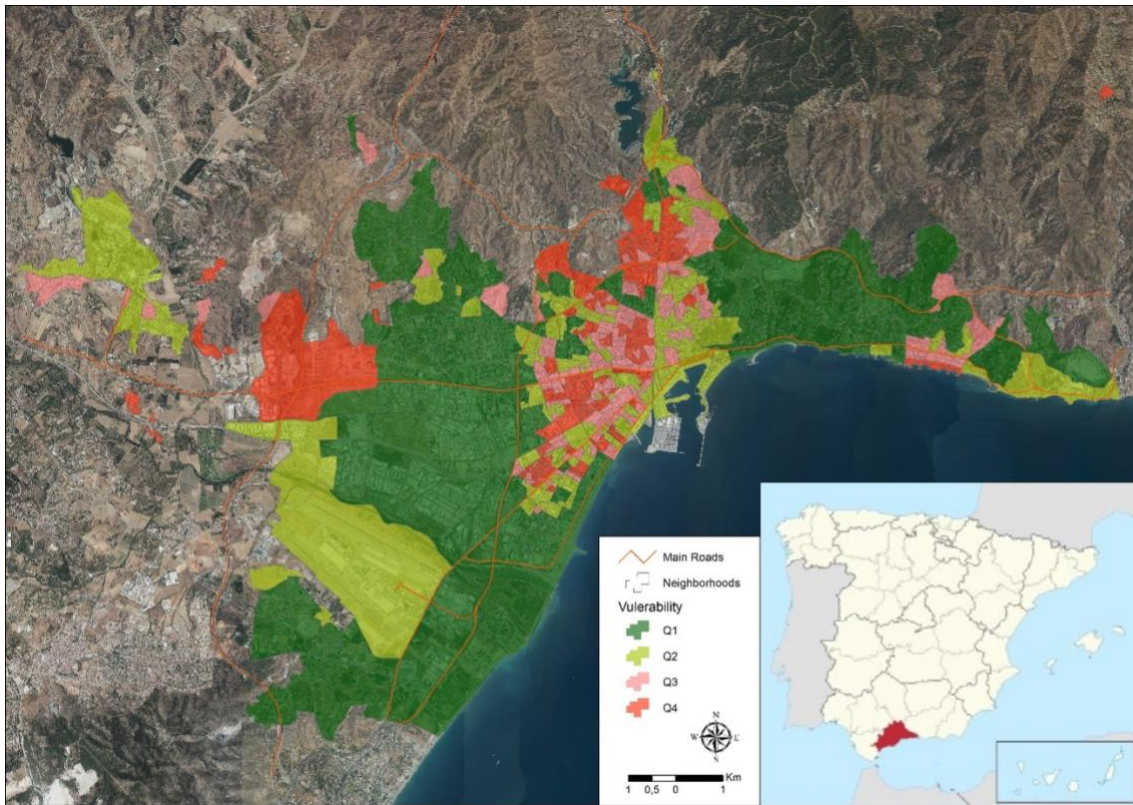 Main Roads
Neighborhoods
Vulerability
Q1
Q2
Q3
Q4
N
W E
S
Km
1 0,5 0 1